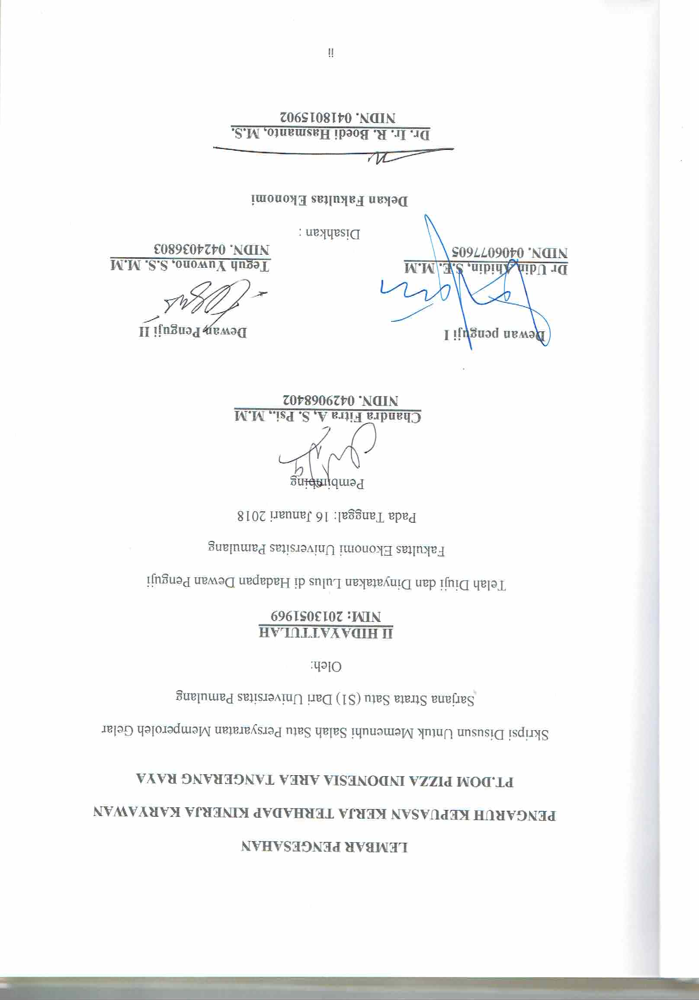 LEMBAR PENGESAHAN
PENGARUH KEPUASAN KERJA TERHADAP KINERJA KARYAWAN
PT.DOM PIZZA INDONESIA AREA TANGERANG RAYA
Skripsi Disusun Untuk Memenuhi Salah Satu Persyaratan Memperoleh Gelar
Sarjana Strata Satu (S1) Dari Universitas Pamulang
Oleh:
II HIDAYATTULAH
NIM: 2013051969
Telah Diuji dan Dinyatakan Lulus di Hadapan Dewan Penguji
Fakultas Ekonomi Universitas Pamulang
Pada Tanggal: 16 Januari 2018
Pembimbing
Chandra Fitra A, S. Psi., M.M
NIDN. 0429068402
Dewan penguji I
Dr Udin Ahidin, S.E. M.M
NIDN. 0406077605
Dewan Penguji II
Teguh Yuwono, S.S. M.M
NIDN. 0424036803
Disahkan :
Dekan Fakultas Ekonomi
Dr. Ir. R. Boedi Hasmanto, M.S.
NIDN. 0418015902
ii